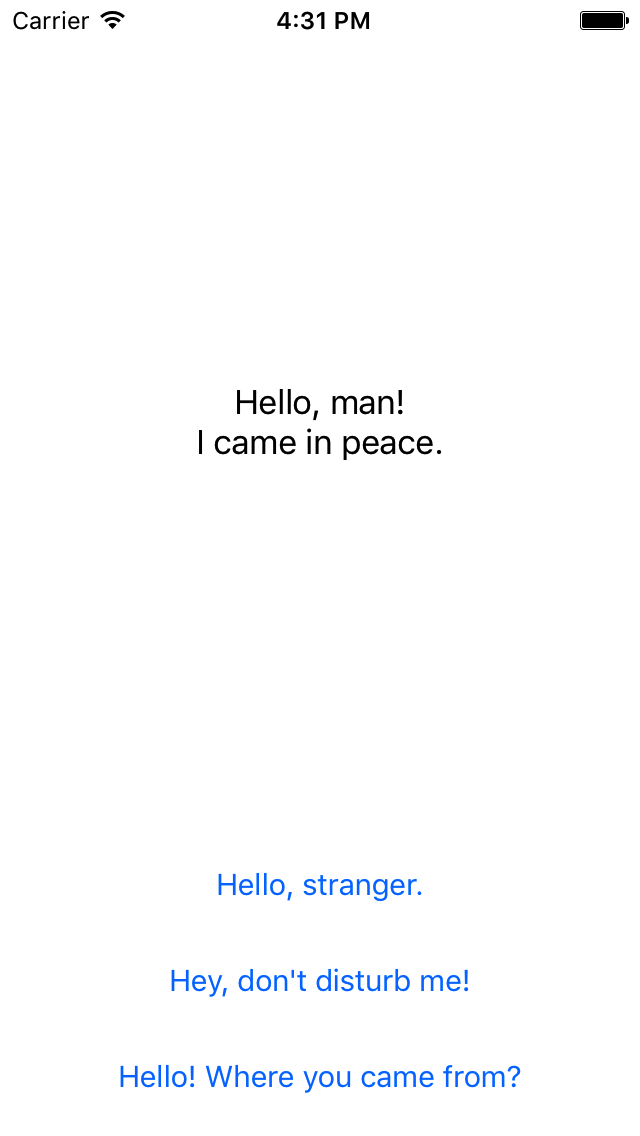 Carrier 4:31 PM
Hello, man!
I came in peace.
Hello, stranger.
Hey, don't disturb me!
Hello! Where you came from?